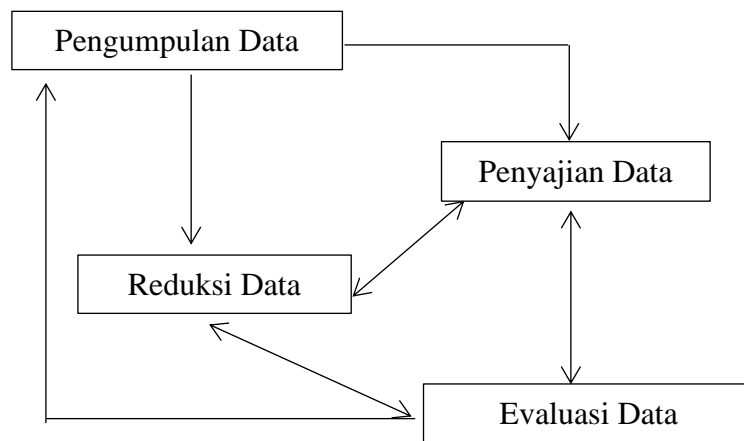 Pengumpulan Data
Penyajian Data
Reduksi Data
Evaluasi Data